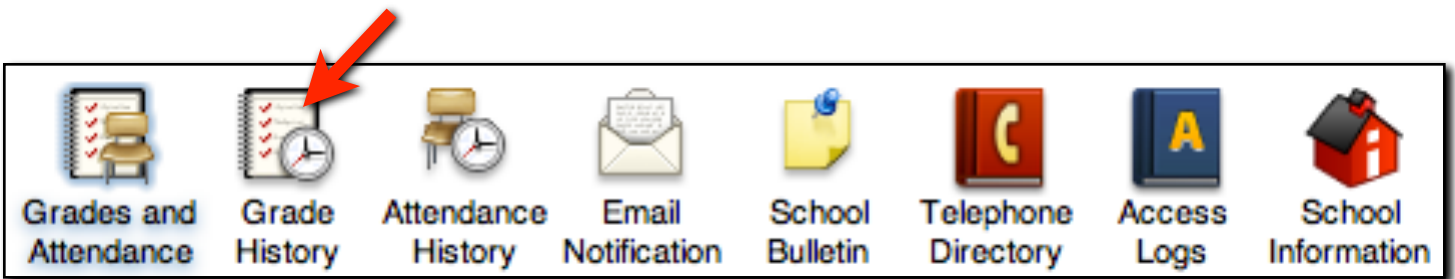 Grades and
Attendance
Grade
History
Attendance
History
Email
Notification
School
Bulletin
Telephone
Directory
A
Access
Logs
School
Information